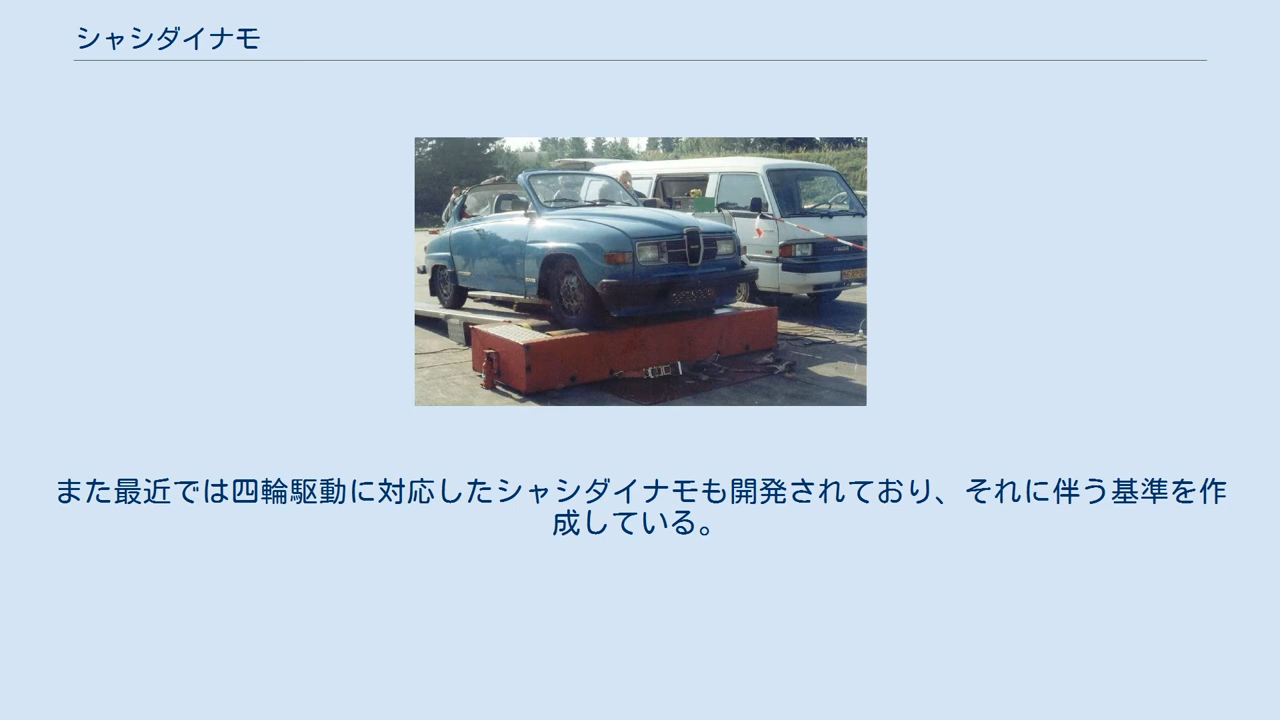 シャシダイナモ
また最近では四輪駆動に対応したシャシダイナモも開発されており、それに伴う基準を作
成している。